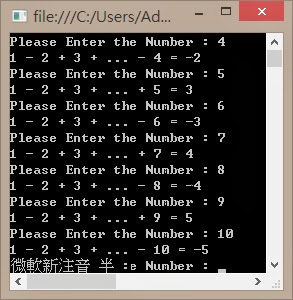 file:///C:/Users/Ad...
Please Enter the Number : 4
1 - 2 + 3 + ... - 4 = -2
Please Enter the Number : 5
1 - 2 + 3 + ... + 5 = 3
Please Enter the Number : 6
1 - 2 + 3 + ... - 6 = -3
Please Enter the Number : 7
1 - 2 + 3 + ... + 7 = 4
Please Enter the Number : 8
1 - 2 + 3 + ... - 8 = -4
Please Enter the Number : 9
1 - 2 + 3 + ... + 9 = 5
Please Enter the Number : 10
1 - 2 + 3 + ... - 10 = -5
微軟新注音 半 :e Number :